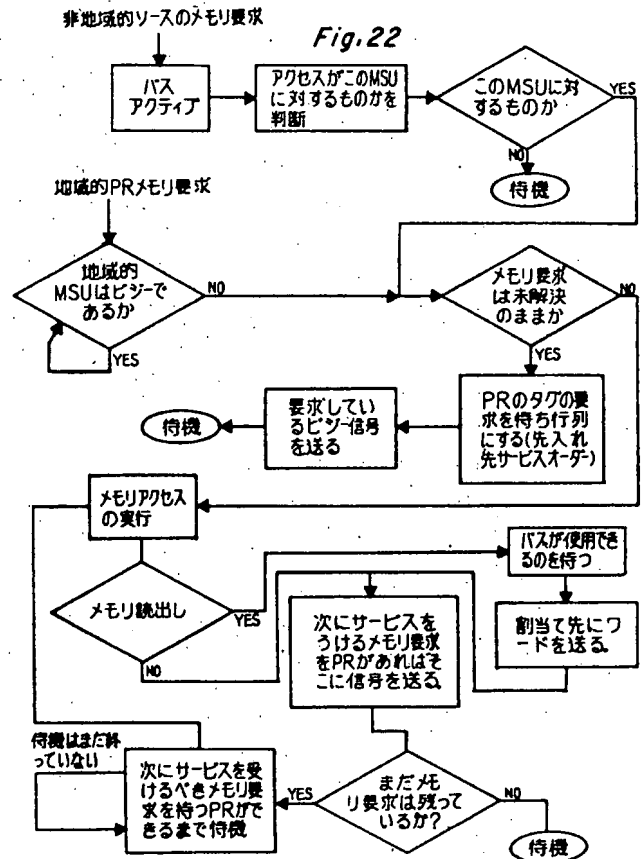 非地域的ソースのメモリ要求
Fig.22
バス
アクティブ
アクセスがこのMSU
に対するものかを
判断
このMSUに対
するものか
YES
NO
待機
地域的PRメモリ要求
地域的
MSUはビジーで
あるか
NO
YES
メモリ要求
は未解決
のままか
NO
YES
PRのタグの要
求を待ち行列
にする(先入れ
先サービスオーダー)
要求してい
るビジー信号
を送る
待機
メモリアクセス
の実行
メモリ読出し
YES
NO
バスが使用でき
るのを待つ
割当て先にワ
ードを送る.
次にサービスを
うけるメモリ要求
をPRがあればそ
こに信号を送る.
待機はまだ終
っていない
次にサービスを受
けるべきメモリ要
求を待つPRがで
きるまで待機
YES
まだメモ
リ要求は残って
いるか?
NO
待機